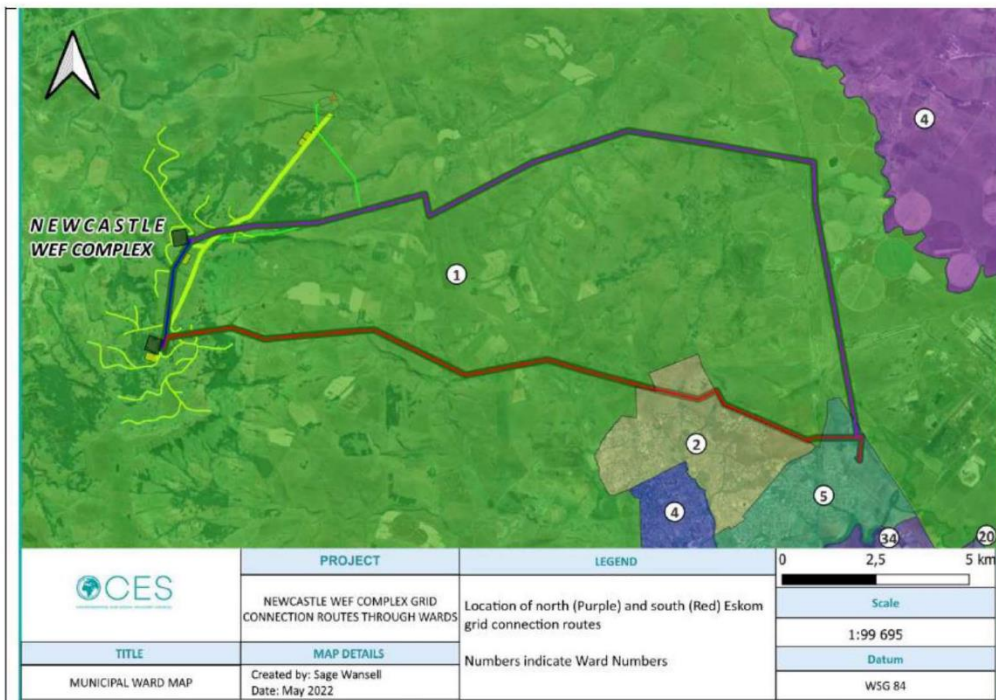 NEWCASTLE
WEF COMPLEX
4
1
2
5
4
34
20
CES
PROJECT
NEWCASTLE WEF COMPLEX GRID
CONNECTION ROUTES THROUGH WARDS
TITLE
MUNICIPAL WARD MAP
MAP DETAILS
Created by: Sage Wansell
Date: May 2022
LEGEND
Location of north (Purple) and south (Red) Eskom
grid connection routes
Numbers indicate Ward Numbers
0 2,5 5 km
Scale
1:99 695
Datum
WSG 84